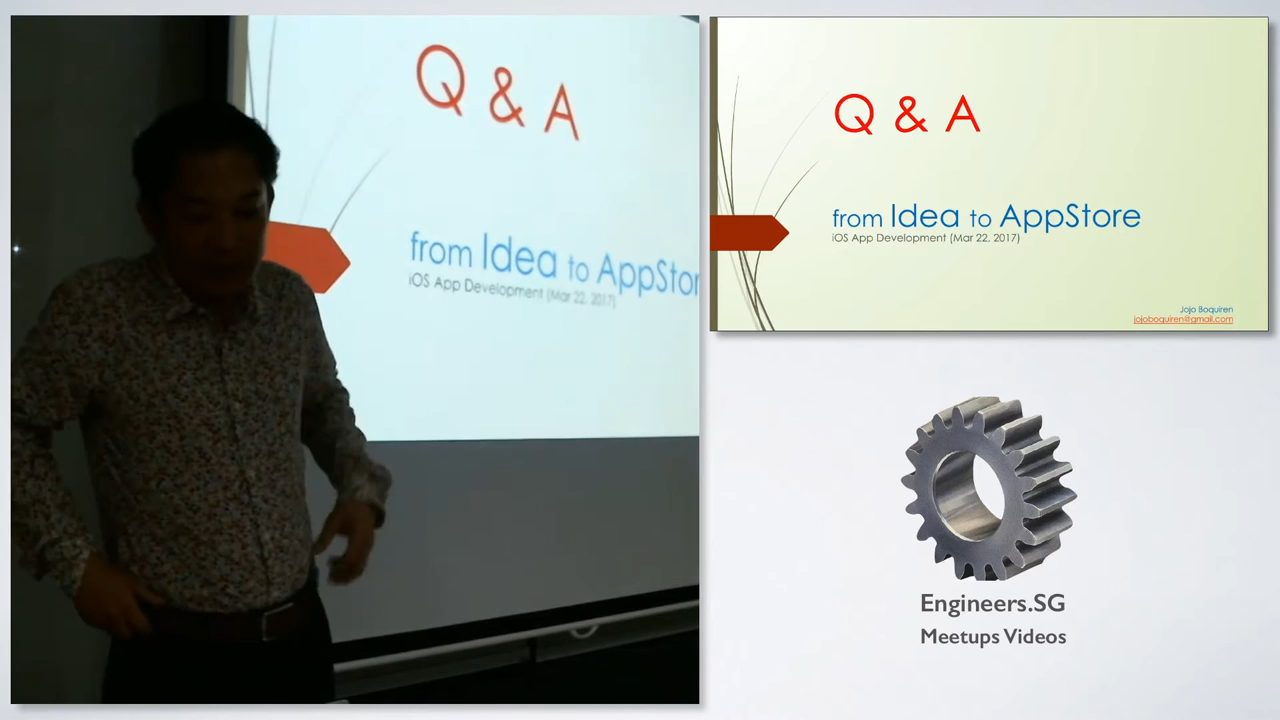 Q & A
from Idea to AppStor
iOS App Development (Mar 22, 2017)
Q & A
from Idea to AppStore
iOS App Development (Mar 22, 2017)
Jojo Boquiren
jojoboquiren@gmail.com
Engineers.SG
Meetups Videos